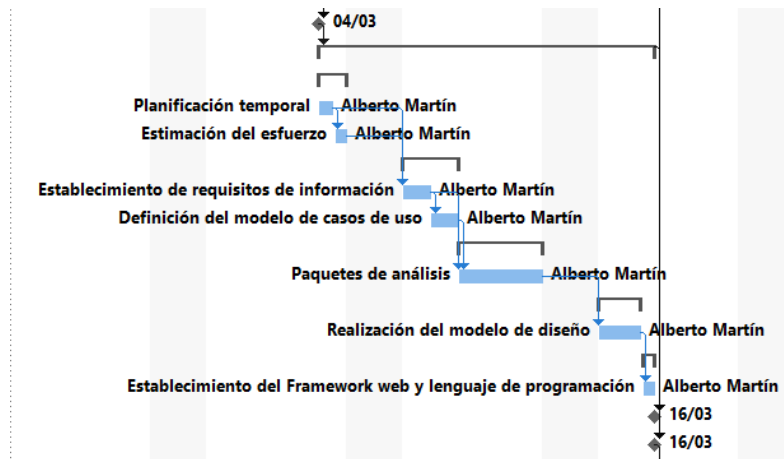 04/03
Planificación temporal Alberto Martín
Estimación del esfuerzo Alberto Martín
Establecimiento de requisitos de información Alberto Martín
Definición del modelo de casos de uso Alberto Martín
Paquetes de análisis Alberto Martín
Realización del modelo de diseño Alberto Martín
Establecimiento del Framework web y lenguaje de programación Alberto Martín
16/03
16/03